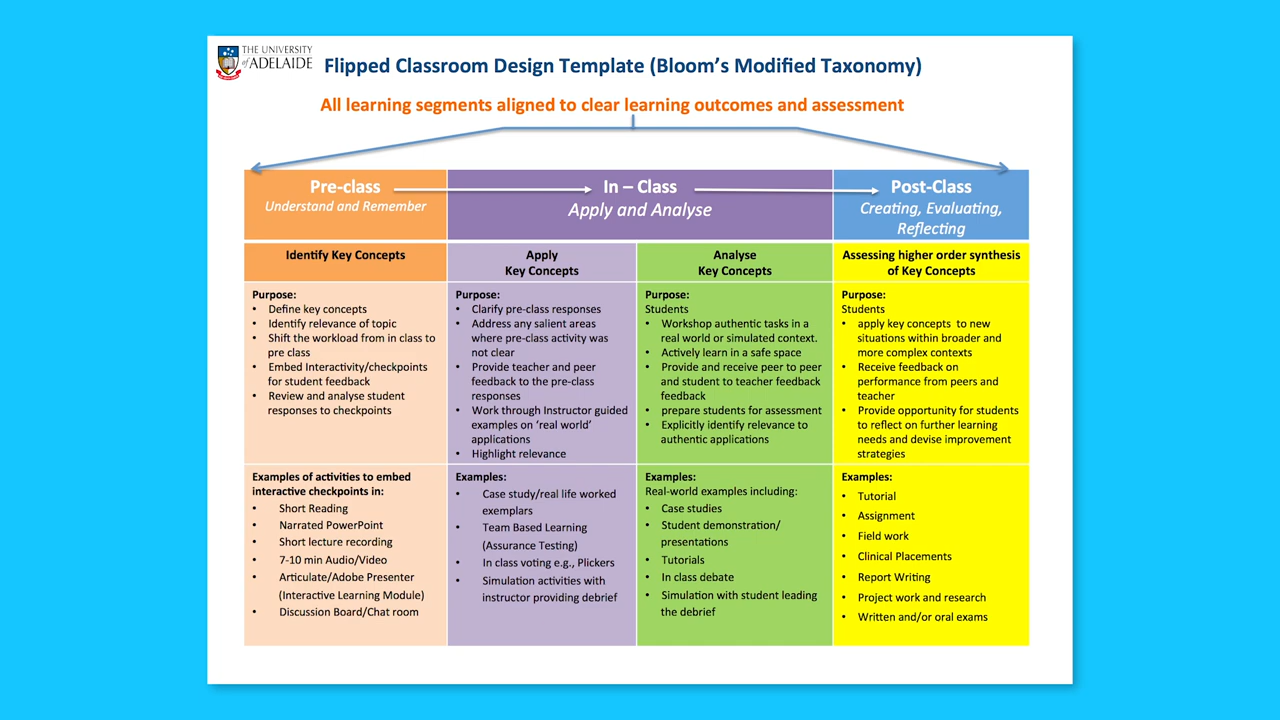 THE UNIVERSITY
of ADELAIDE
Flipped Classroom Design Template (Bloom's Modified Taxonomy)
All learning segments aligned to clear learning outcomes and assessment
Pre-class
Understand and Remember
In – Class
Apply and Analyse
Post-Class
Creating, Evaluating,
Reflecting
Identify Key Concepts
Apply
Key Concepts
Analyse
Key Concepts
Assessing higher order synthesis
of Key Concepts
Purpose:
• Define key concepts
• Identify relevance of topic
• Shift the workload from in class to
pre class
• Embed Interactivity/checkpoints
for student feedback
• Review and analyse student
responses to checkpoints
Purpose:
• Clarify pre-class responses
• Address any salient areas
where pre-class activity was
not clear
• Provide teacher and peer
feedback to the pre-class
responses
• Work through Instructor guided
examples on ‘real world’
applications
• Highlight relevance
Purpose:
Students
• Workshop authentic tasks in a
real world or simulated context.
• Actively learn in a safe space
• Provide and receive peer to peer
and student to teacher feedback
feedback
• prepare students for assessment
• Explicitly identify relevance to
authentic applications
Purpose:
Students
• apply key concepts to new
situations within broader and
more complex contexts
• Receive feedback on
performance from peers and
teacher
• Provide opportunity for students
to reflect on further learning
needs and devise improvement
strategies
Examples of activities to embed
interactive checkpoints in:
• Short Reading
• Narrated PowerPoint
• Short lecture recording
• 7-10 min Audio/Video
• Articulate/Adobe Presenter
(Interactive Learning Module)
• Discussion Board/Chat room
Examples:
• Case study/real life worked
exemplars
• Team Based Learning
(Assurance Testing)
• In class voting e.g., Plickers
• Simulation activities with
instructor providing debrief
Examples:
Real-world examples including:
• Case studies
• Student demonstration/
presentations
• Tutorials
• In class debate
• Simulation with student leading
the debrief
Examples:
• Tutorial
• Assignment
• Field work
• Clinical Placements
• Report Writing
• Project work and research
• Written and/or oral exams